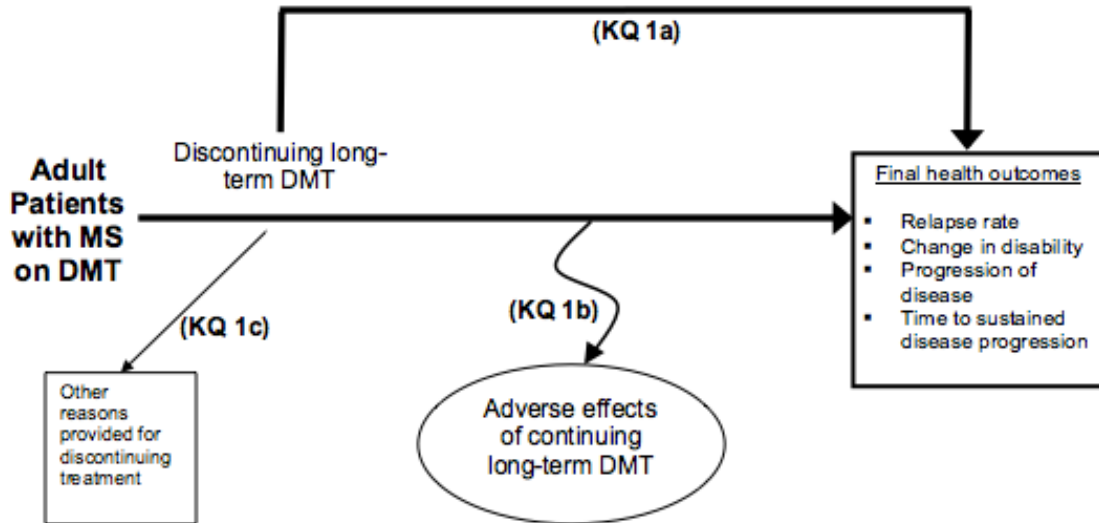 (KQ 1a)
Discontinuing long-
term DMT
Adult
Patients
with MS
on DMT
Final health outcomes
▪ Relapse rate
▪ Change in disability
▪ Progression of
disease
▪ Time to sustained
disease progression
(KQ 1c)
(KQ 1b)
Other
reasons
provided for
discontinuing
treatment
Adverse effects
of continuing
long-term DMT